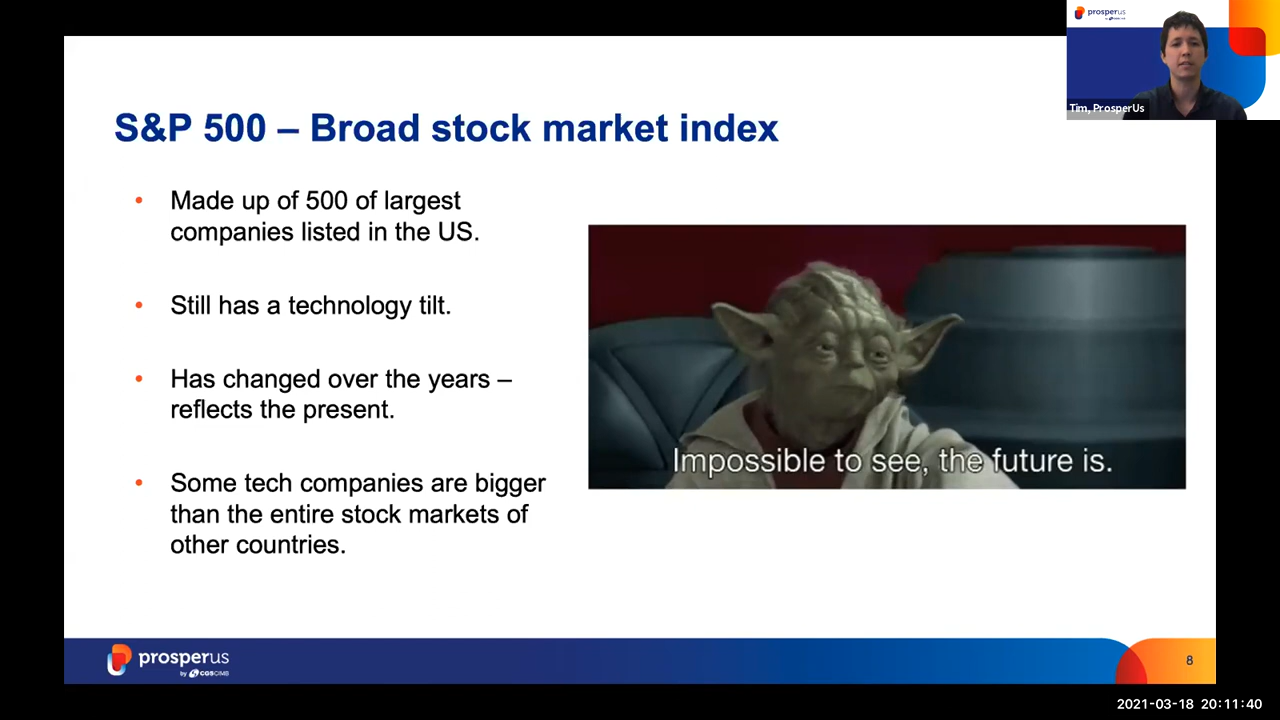 prosperus
Tim, ProsperUs
S&P 500 – Broad stock market index
• Made up of 500 of largest
companies listed in the US.
• Still has a technology tilt.
• Has changed over the years –
reflects the present.
• Some tech companies are bigger
than the entire stock markets of
other countries.
Impossible to see, the future is.
prosperus
by CGSCIMB
8
2021-03-18 20:11:40